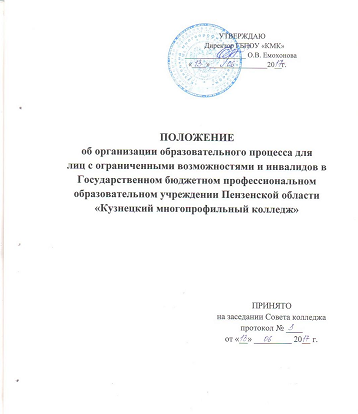 УТВЕРЖДАЮ
Директор ГБПОУ «КМК»
О.В. Емохонова
«13» 06 2017г.
ПОЛОЖЕНИЕ
об организации образовательного процесса для
лиц с ограниченными возможностями и инвалидов в
Государственном бюджетном профессиональном
образовательном учреждении Пензенской области
«Кузнецкий многопрофильный колледж»
ПРИНЯТО
на заседании Совета колледжа
протокол №
от «13» 06 2017 г.